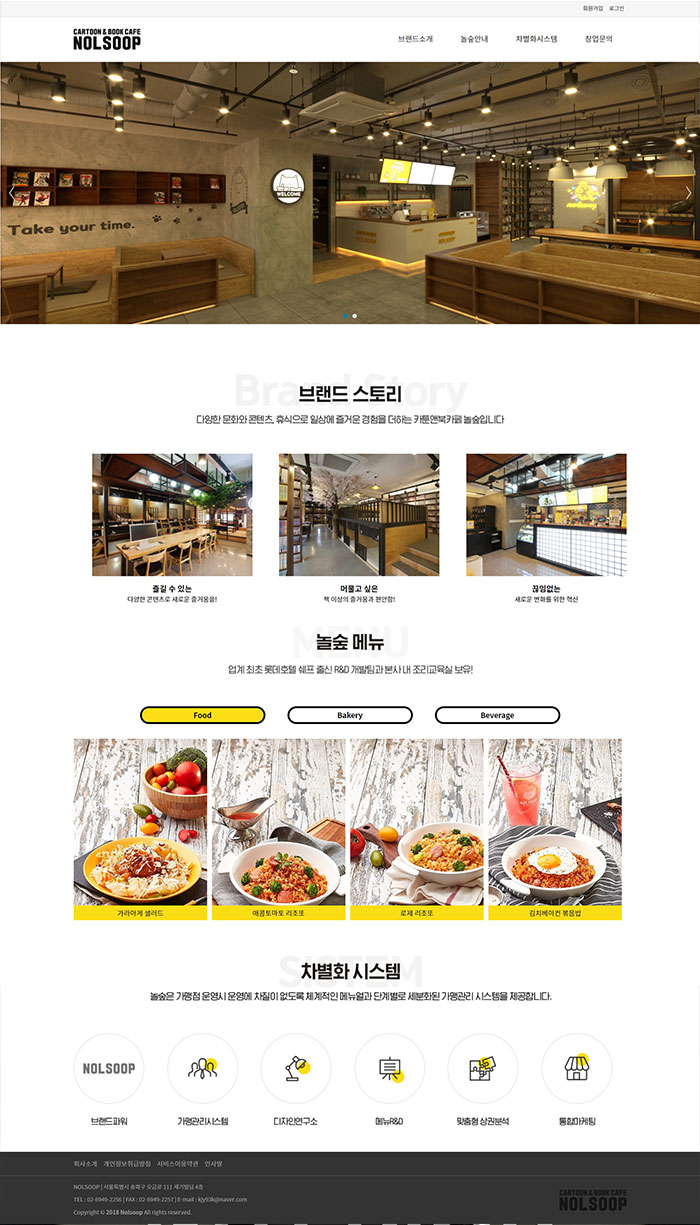 회원가입 로그인
CARTOON & BOOK CAFE
NOLSOOP
브랜드소개 놀숲안내 차별화시스템 창업문의
Take your time.
WELCOME
NOLSOOP
Brand Story
브랜드 스토리
다양한 문화와 콘텐츠, 휴식으로 일상에 즐거운 경험을 더하는 카툰앤북카페 놀숲입니다
즐길 수 있는
다양한 콘텐츠로 새로운 즐거움을!
머물고 싶은
책 이상의 즐거움과 편안함!
끊임없는
새로운 변화를 위한 혁신
MENU
놀숲 메뉴
업계 최초 롯데호텔 쉐프 출신 R&D 개발팀과 본사 내 조리교육실 보유!
Food Bakery Beverage
가라아게 샐러드 매콤토마토 리조또 로제 리조또 김치베이컨 볶음밥
SISTEM
차별화 시스템
놀숲은 가맹점 운영시 운영에 차질이 없도록 체계적인 메뉴얼과 단계별로 세분화된 가맹관리 시스템을 제공합니다.
NOLSOOP
브랜드파워 가맹관리시스템 디자인연구소 메뉴R&D 맞춤형 상권분석 통합마케팅
회사소개 개인정보취급방침 서비스이용약관 인사말
NOLSOOP | 서울특별시 송파구 오금로 111 세기빌딩 4층
TEL : 02-6949-2256 | FAX : 02-6949-2257 | E-mail : kjy93k@naver.com
Copyright © 2018 Nolsoop All rights reserved.
CARTOON & BOOK CAFE
NOLSOOP